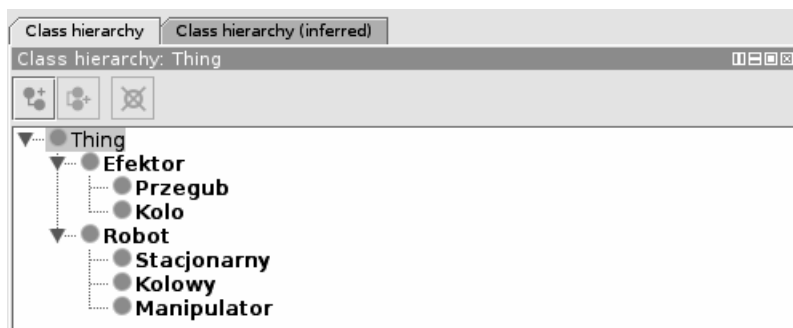 Class hierarchy Class hierarchy (inferred)
Class hierarchy: Thing
Thing
Efektor
Przegub
Kolo
Robot
Stacjonarny
Kolowy
Manipulator